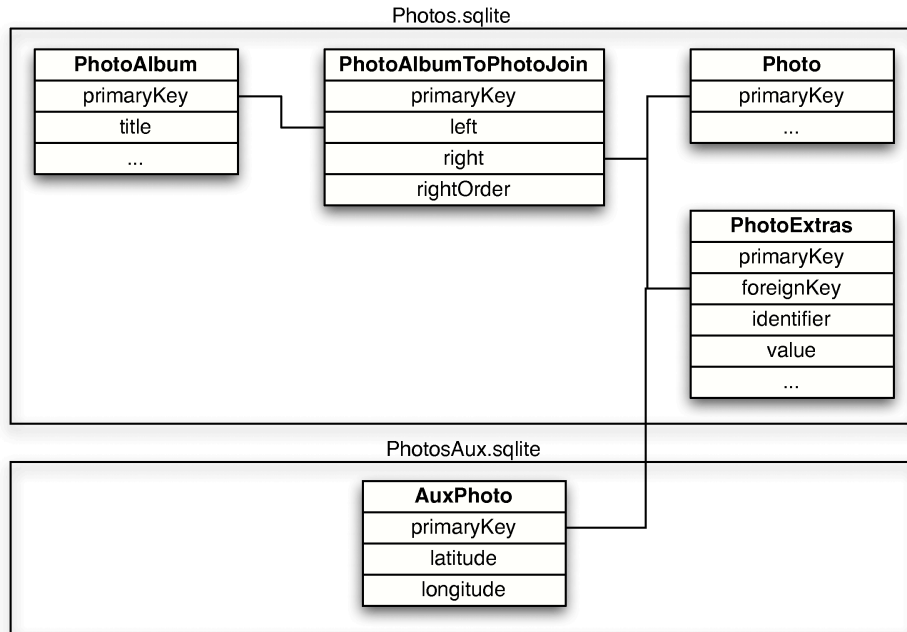 Photos.sqlite
PhotoAlbum
primaryKey
title
...
PhotoAlbumToPhotoJoin
primaryKey
left
right
rightOrder
Photo
primaryKey
...
PhotoExtras
primaryKey
foreignKey
identifier
value
...
PhotosAux.sqlite
AuxPhoto
primaryKey
latitude
longitude